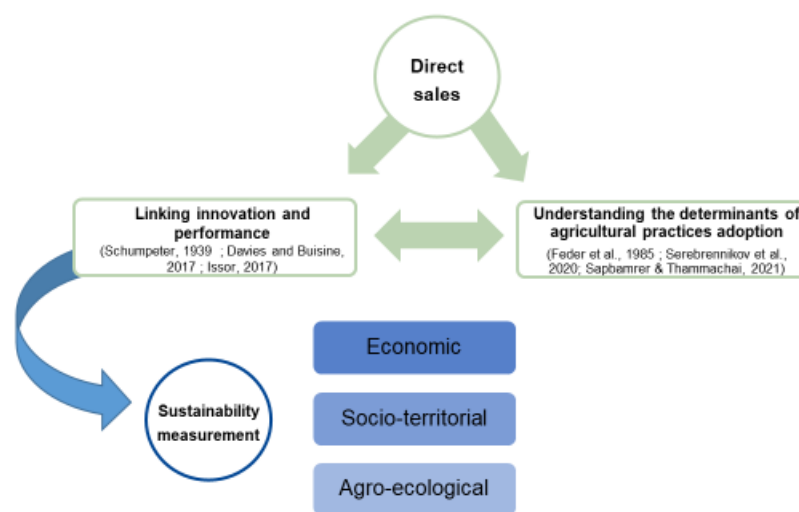 Direct
sales
Linking innovation and
performance
(Schumpeter, 1939 ; Davies and Buisine,
2017 ; Issor, 2017)
Understanding the determinants of
agricultural practices adoption
(Feder et al., 1985 ; Serebrennikov et al.,
2020; Sapbamrer & Thammachai, 2021)
Economic
Sustainability
measurement
Socio-territorial
Agro-ecological